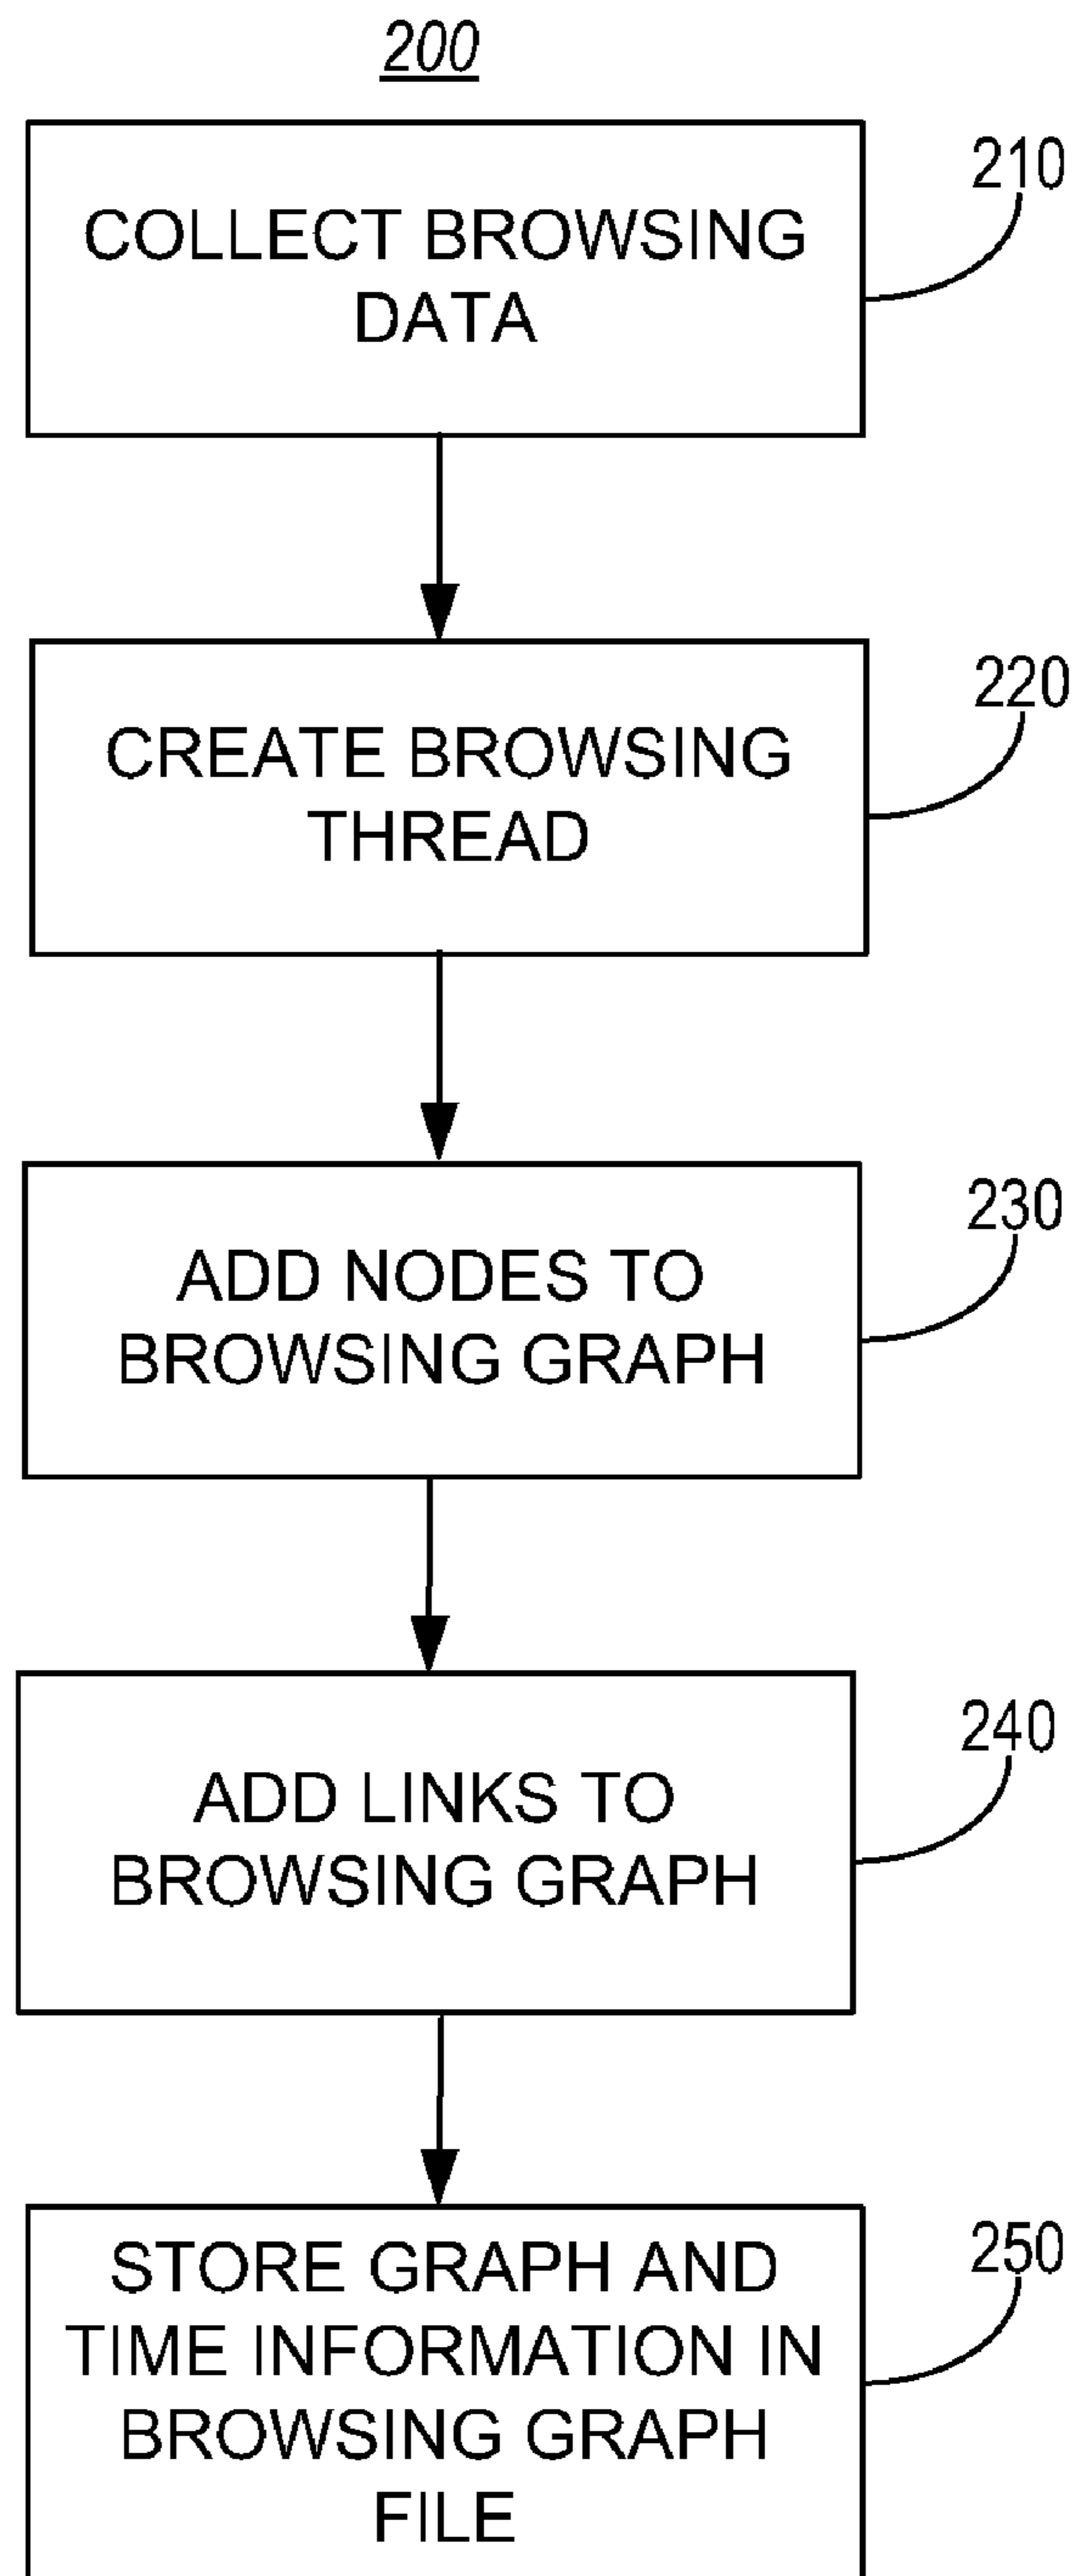 200
210
COLLECT BROWSING
DATA
220
CREATE BROWSING
THREAD
230
ADD NODES TO
BROWSING GRAPH
240
ADD LINKS TO
BROWSING GRAPH
250
STORE GRAPH AND
TIME INFORMATION IN
BROWSING GRAPH
FILE